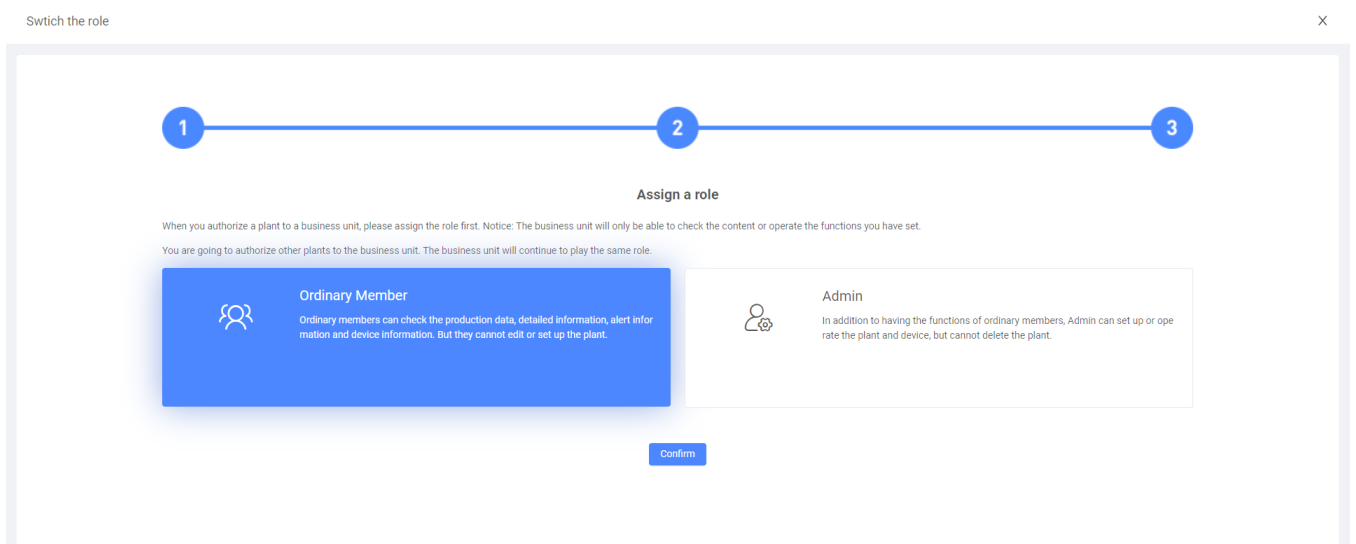 Swtich the role
X
1
2
3
Assign a role
When you authorize a plant to a business unit, please assign the role first. Notice: The business unit will only be able to check the content or operate the functions you have set.
You are going to authorize other plants to the business unit. The business unit will continue to play the same role.
Ordinary Member
Ordinary members can check the production data, detailed information, alert infor
mation and device information. But they cannot edit or set up the plant.
Admin
In addition to having the functions of ordinary members, Admin can set up or ope
rate the plant and device, but cannot delete the plant.
Confirm